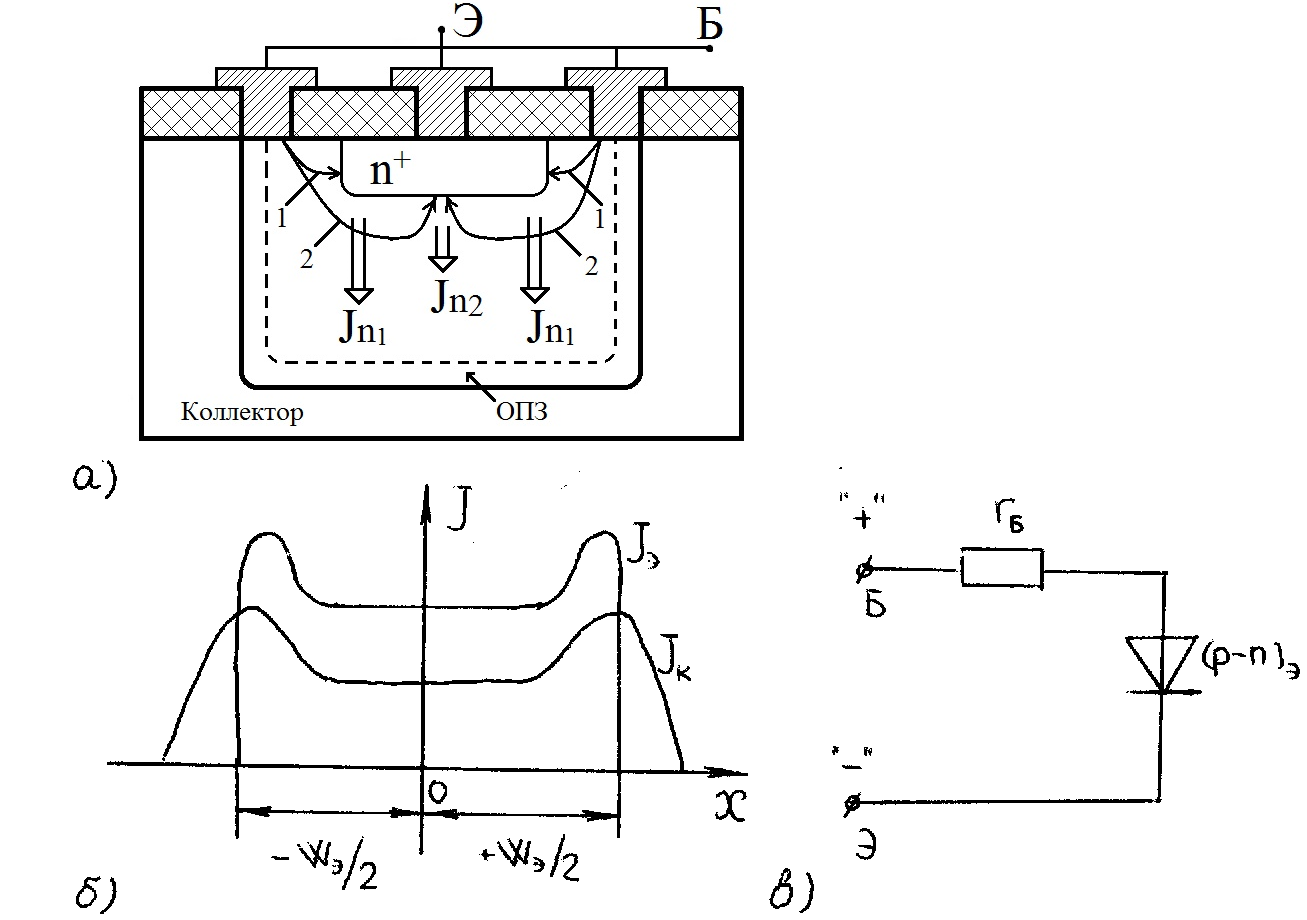 Э Б
n⁺
1 1
2 2
Jn₁ Jn₂ Jn₁
Коллектор ОПЗ
а)
J
Jэ
Jк
0 x
-Wэ/2 +Wэ/2
б)
"+" rБ
Б
(p-n)э
"-"
Э
в)